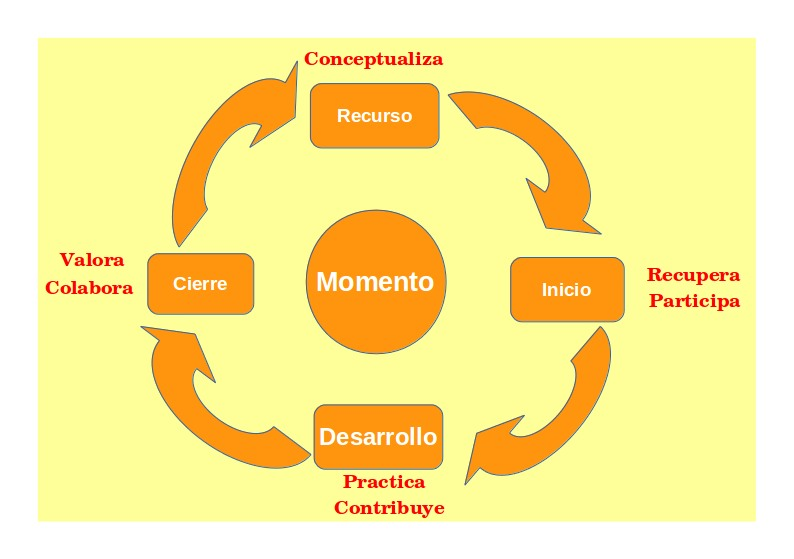 Conceptualiza
Recurso
Valora
Colabora
Cierre
Momento
Inicio
Recupera
Participa
Desarrollo
Practica
Contribuye